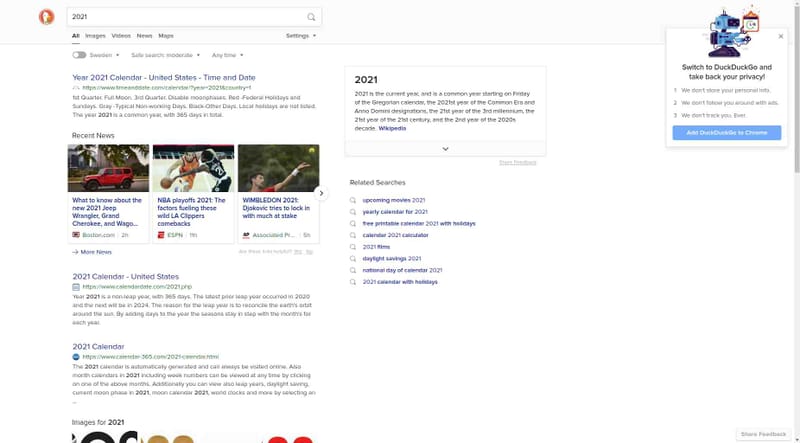 2021
All Images Videos News Maps Settings
Sweden Safe search: moderate Any time
Year 2021 Calendar - United States - Time and Date
https://www.timeanddate.com/calendar/?year=2021&country=1
1st Quarter. Full Moon. 3rd Quarter. Disable moonphases. Red -Federal Holidays and
Sundays. Gray -Typical Non-working Days. Black-Other Days. Local holidays are not listed.
The year 2021 is a common year, with 365 days in total.
Recent News
What to know about the
new 2021 Jeep
Wrangler, Grand
Cherokee, and Wago...
Boston.com 2h
NBA playoffs 2021: The
factors fueling these
wild LA Clippers
comebacks
ESPN 11h
WIMBLEDON 2021:
Djokovic tries to lock in
with much at stake
AP Associated Pr... 5h
More News
Are these links helpful? Yes No
2021 Calendar - United States
https://www.calendardate.com/2021.php
Year 2021 is a non-leap year, with 365 days. The latest prior leap year occurred in 2020
and the next will be in 2024. The reason for the leap year is to reconcile the earth's orbit
around the sun. By adding days to the year the seasons stay in step with the months for
each year.
2021 Calendar
https://www.calendar-365.com/2021-calendar.html
The 2021 calendar is automatically generated and can always be visited online. Also
month calendars in 2021 including week numbers can be viewed at any time by clicking
on one of the above months. Additionally you can view also leap years, daylight saving,
current moon phase in 2021, moon calendar 2021, world clocks and more by selecting an
...
Images for 2021
2021
2021 is the current year, and is a common year starting on Friday
of the Gregorian calendar, the 2021st year of the Common Era and
Anno Domini designations, the 21st year of the 3rd millennium, the
21st year of the 21st century, and the 2nd year of the 2020s
decade. Wikipedia
Share Feedback
Related Searches
upcoming movies 2021
yearly calendar for 2021
free printable calendar 2021 with holidays
calendar 2021 calculator
2021 films
daylight savings 2021
national day of calendar 2021
2021 calendar with holidays
Switch to DuckDuckGo and
take back your privacy!
1 We don't store your personal info.
2 We don't follow you around with ads.
3 We don't track you. Ever.
Add DuckDuckGo to Chrome
Share Feedback